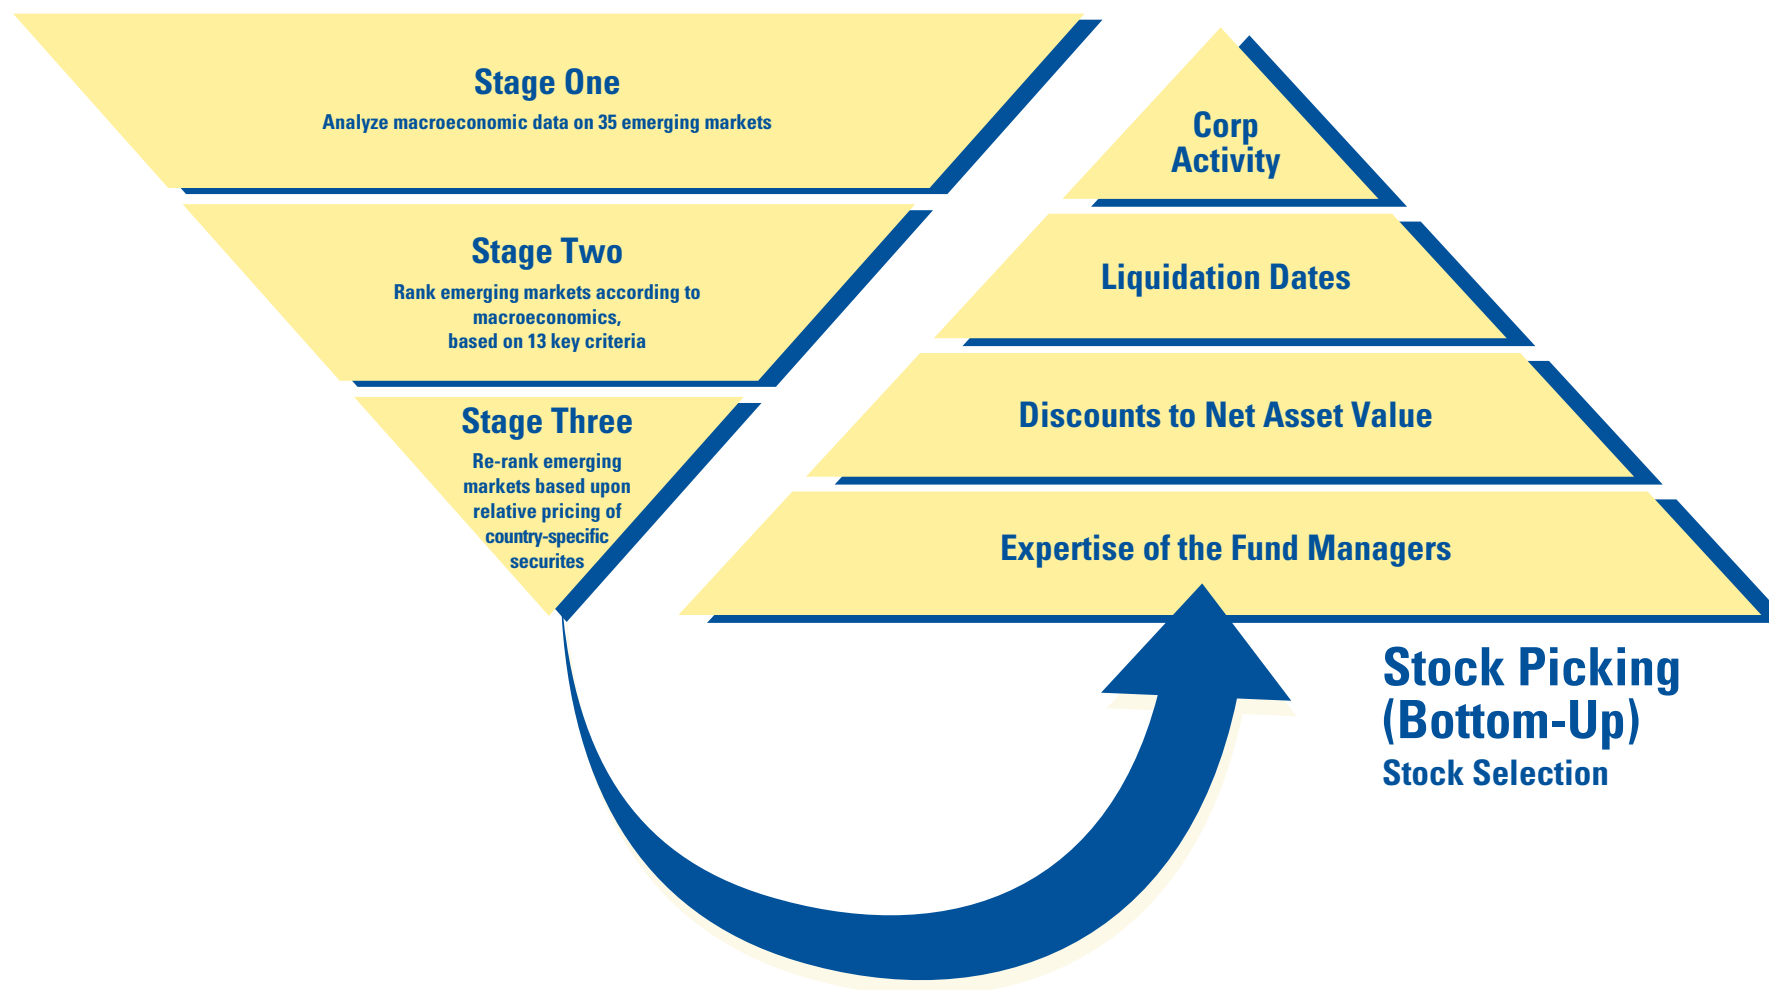 Stage One
Analyze macroeconomic data on 35 emerging markets
Stage Two
Rank emerging markets according to
macroeconomics,
based on 13 key criteria
Stage Three
Re-rank emerging
markets based upon
relative pricing of
country-specific
securites
Corp
Activity
Liquidation Dates
Discounts to Net Asset Value
Expertise of the Fund Managers
Stock Picking
(Bottom-Up)
Stock Selection